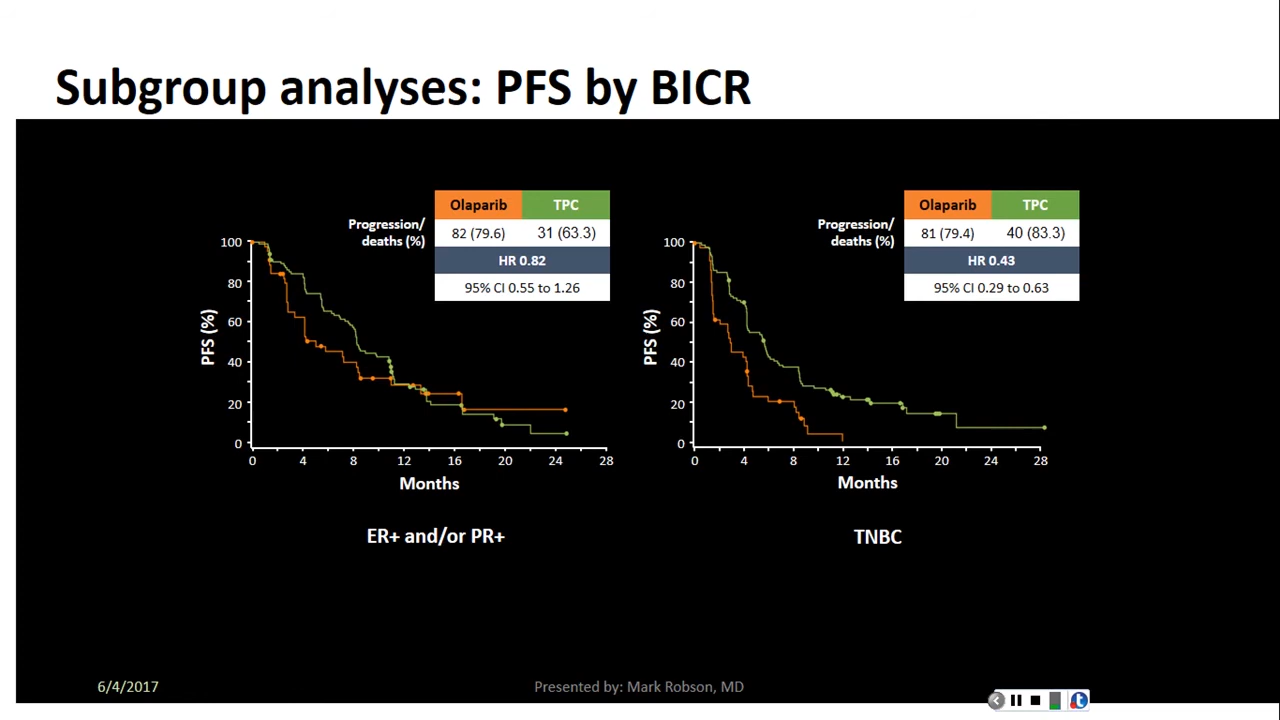 Subgroup analyses: PFS by BICR
Olaparib TPC
Progression/
deaths (%)
82 (79.6) 31 (63.3)
HR 0.82
95% CI 0.55 to 1.26
PFS (%)
100
80
60
40
20
0
0 4 8 12 16 20 24 28
Months
ER+ and/or PR+
Olaparib TPC
Progression/
deaths (%)
81 (79.4) 40 (83.3)
HR 0.43
95% CI 0.29 to 0.63
PFS (%)
100
80
60
40
20
0
0 4 8 12 16 20 24 28
Months
TNBC
6/4/2017
Presented by: Mark Robson, MD
t